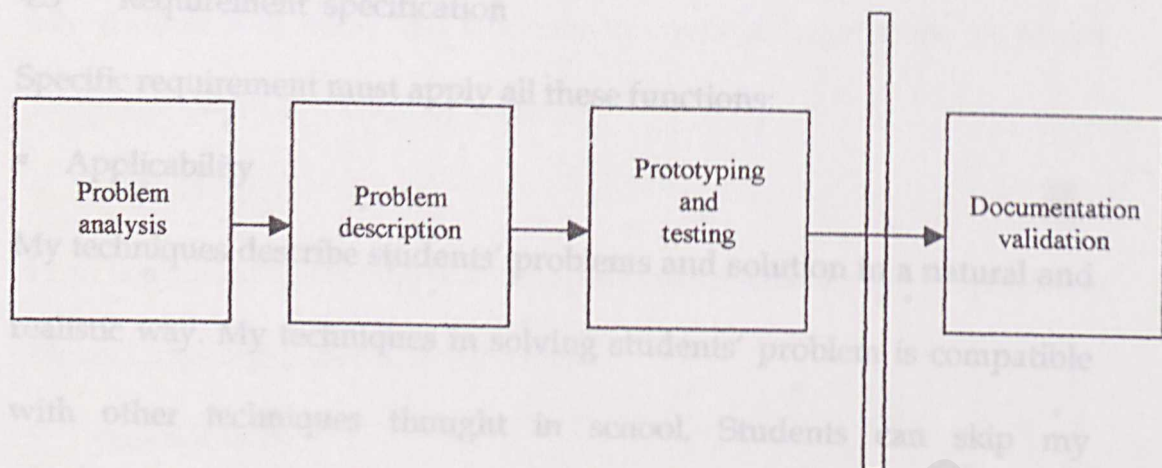 Requirement specification
Specific requirement must apply all these functions:
Applicability
Problem
analysis
Problem
description
Prototyping
and
testing
Documentation
validation
My techniques describe students' problems and solution in a natural and
realistic way. My techniques in solving students' problem is compatible
with other techniques thought in school. Students can skip my